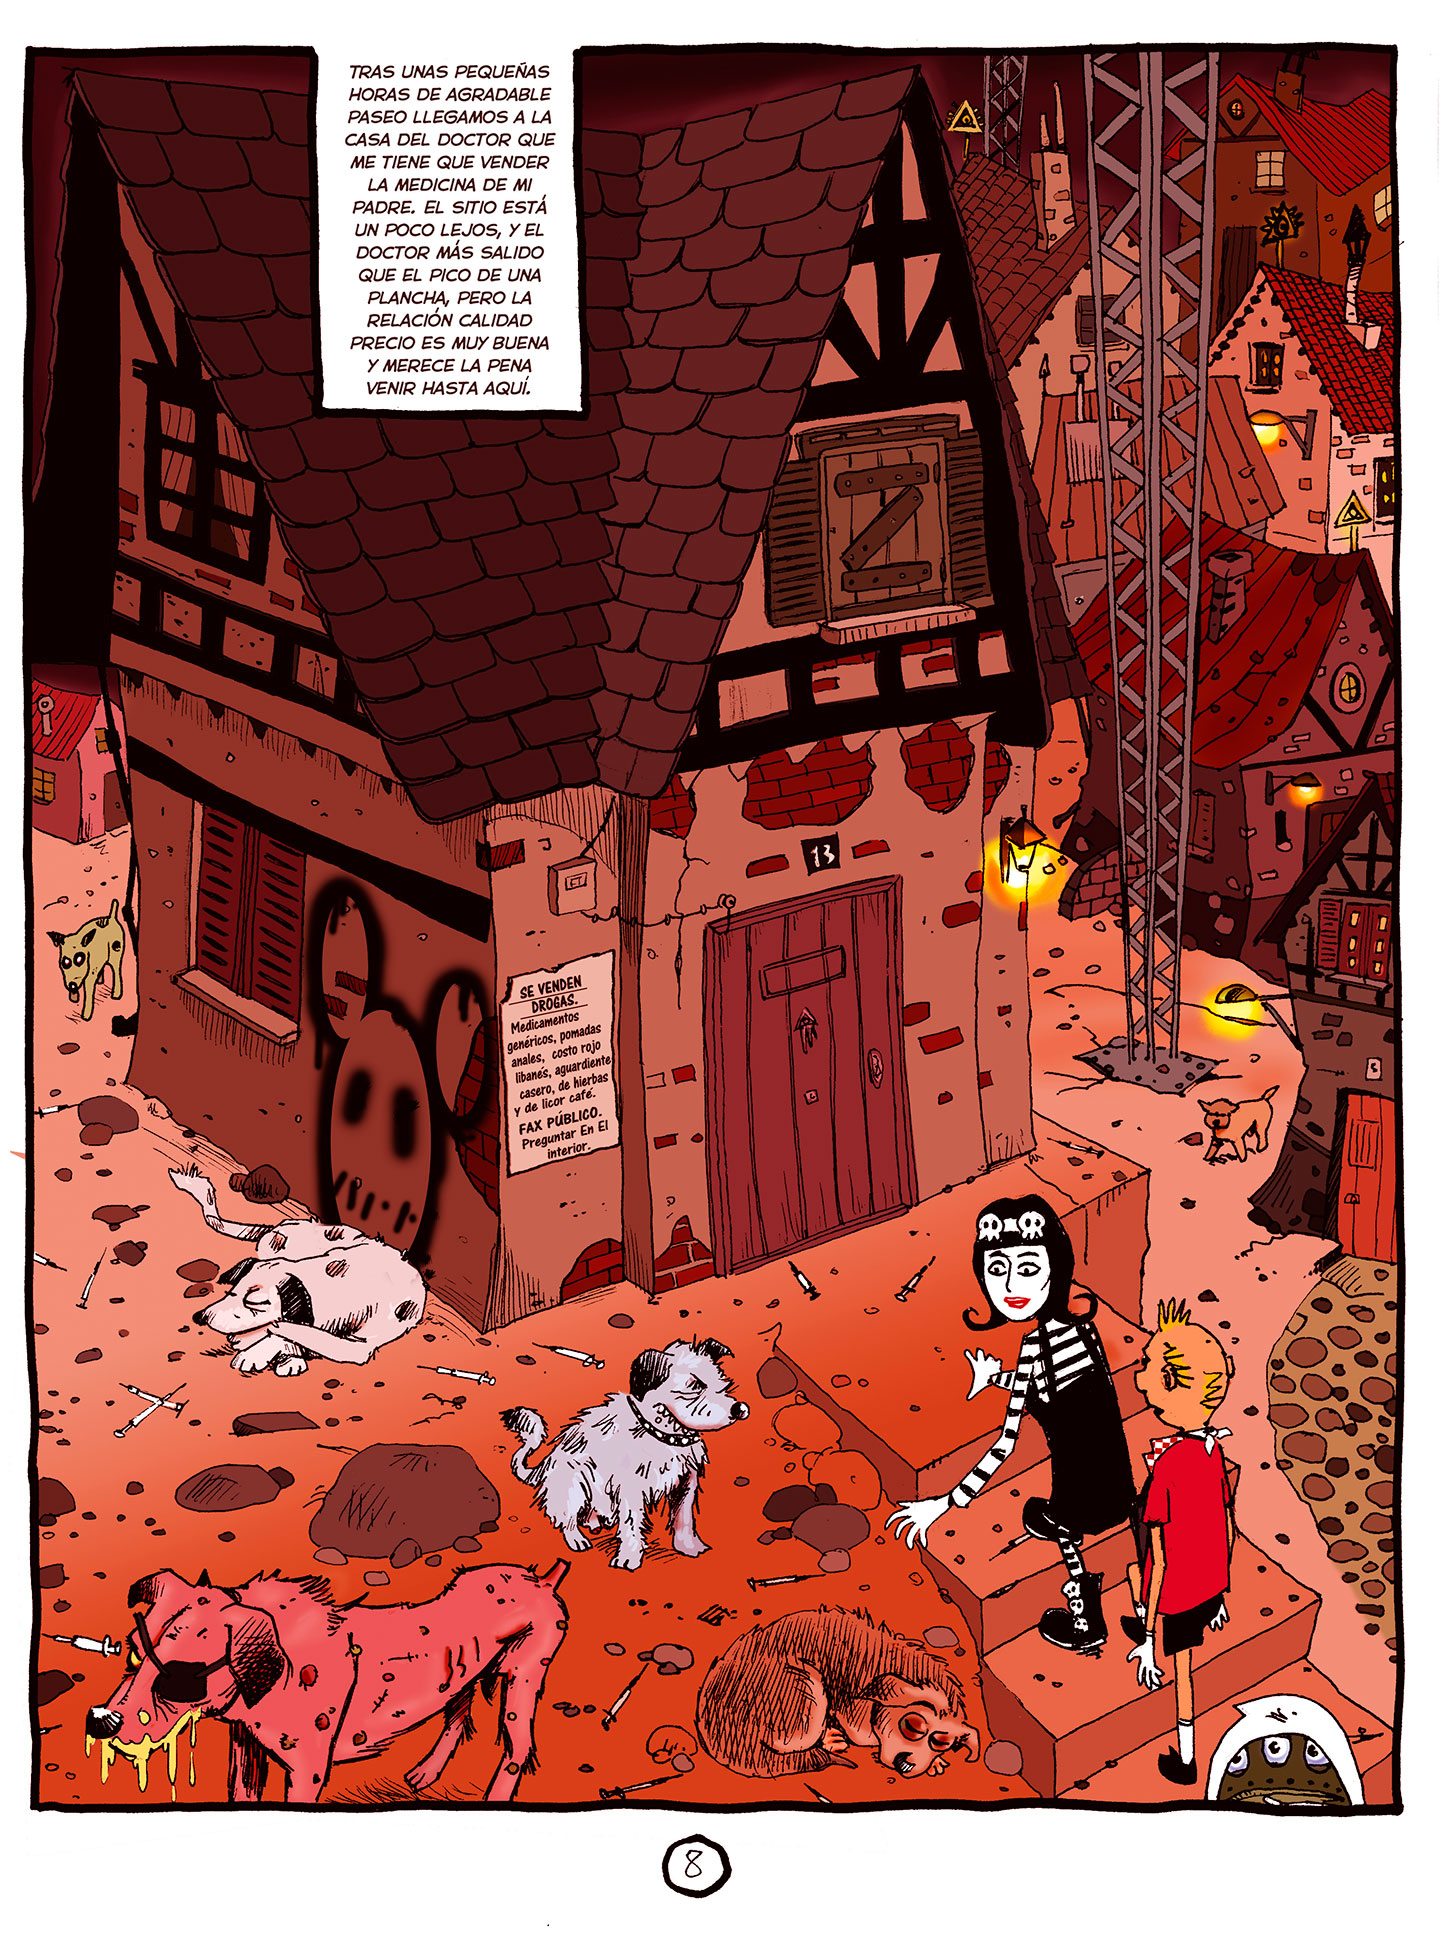 TRAS UNAS PEQUEÑAS
HORAS DE AGRADABLE
PASEO LLEGAMOS A LA
CASA DEL DOCTOR QUE
ME TIENE QUE VENDER
LA MEDICINA DE MI
PADRE. EL SITIO ESTÁ
UN POCO LEJOS, Y EL
DOCTOR MÁS SALIDO
QUE EL PICO DE UNA
PLANCHA, PERO LA
RELACIÓN CALIDAD
PRECIO ES MUY BUENA
Y MERECE LA PENA
VENIR HASTA AQUÍ.
13
SE VENDEN
DROGAS.
Medicamentos
genéricos, pomadas
anales, costo rojo
libanés, aguardiente
casero, de hierbas
y de licor café.
FAX PÚBLICO.
Preguntar En El
interior.
8